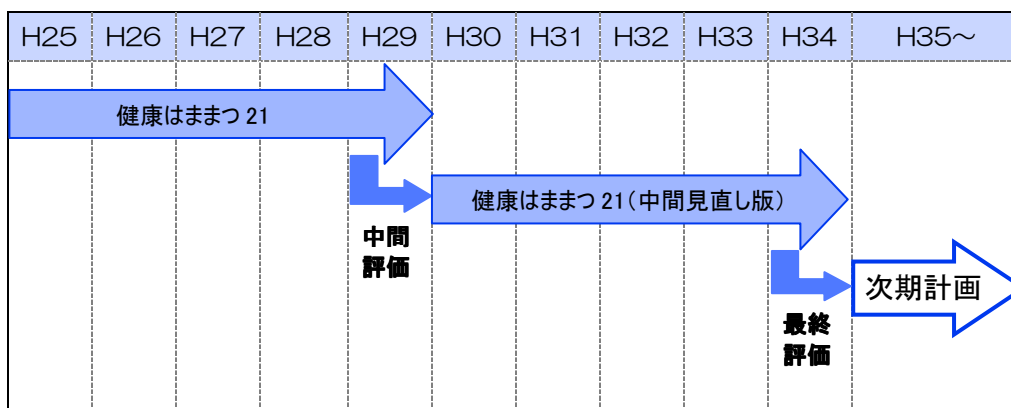 H25 H26 H27 H28 H29 H30 H31 H32 H33 H34 H35～
健康はままつ 21
健康はままつ 21（中間見直し版）
中間
評価
次期計画
最終
評価